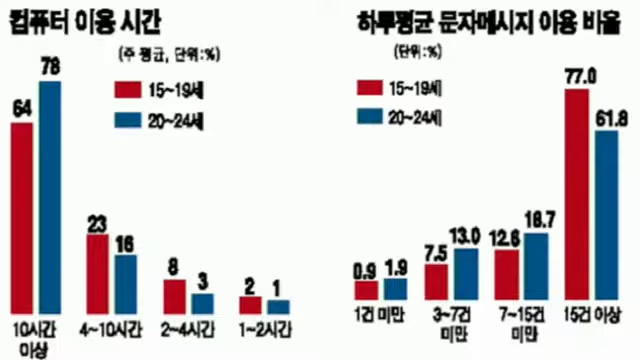 컴퓨터 이용 시간
(주 평균, 단위:%)
15~19세
20~24세
64
78
23
16
8
3
2
1
10시간
이상
4~10시간
2~4시간
1~2시간
하루평균 문자메시지 이용 비율
(단위:%)
15~19세
20~24세
0.9
1.9
7.5
13.0
12.6
18.7
77.0
61.8
1건 미만
3~7건
미만
7~15건
미만
15건 이상